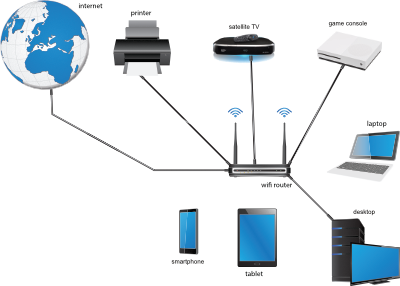 internet
printer
satellite TV
game console
laptop
wifi router
desktop
smartphone
tablet